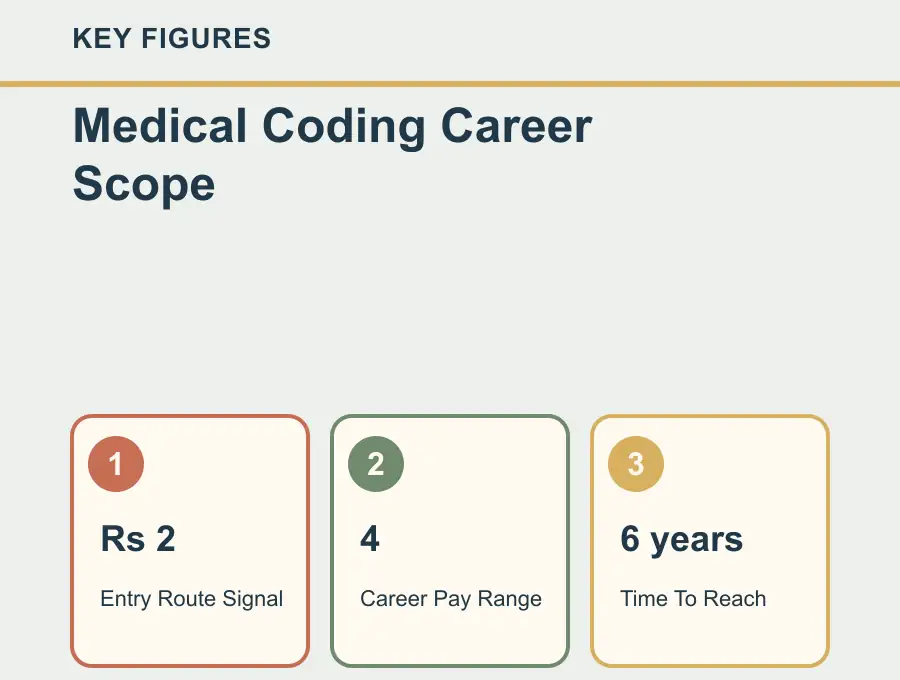 KEY FIGURES
Medical Coding Career
Scope
1
Rs 2
Entry Route Signal
2
4
Career Pay Range
3
6 years
Time To Reach